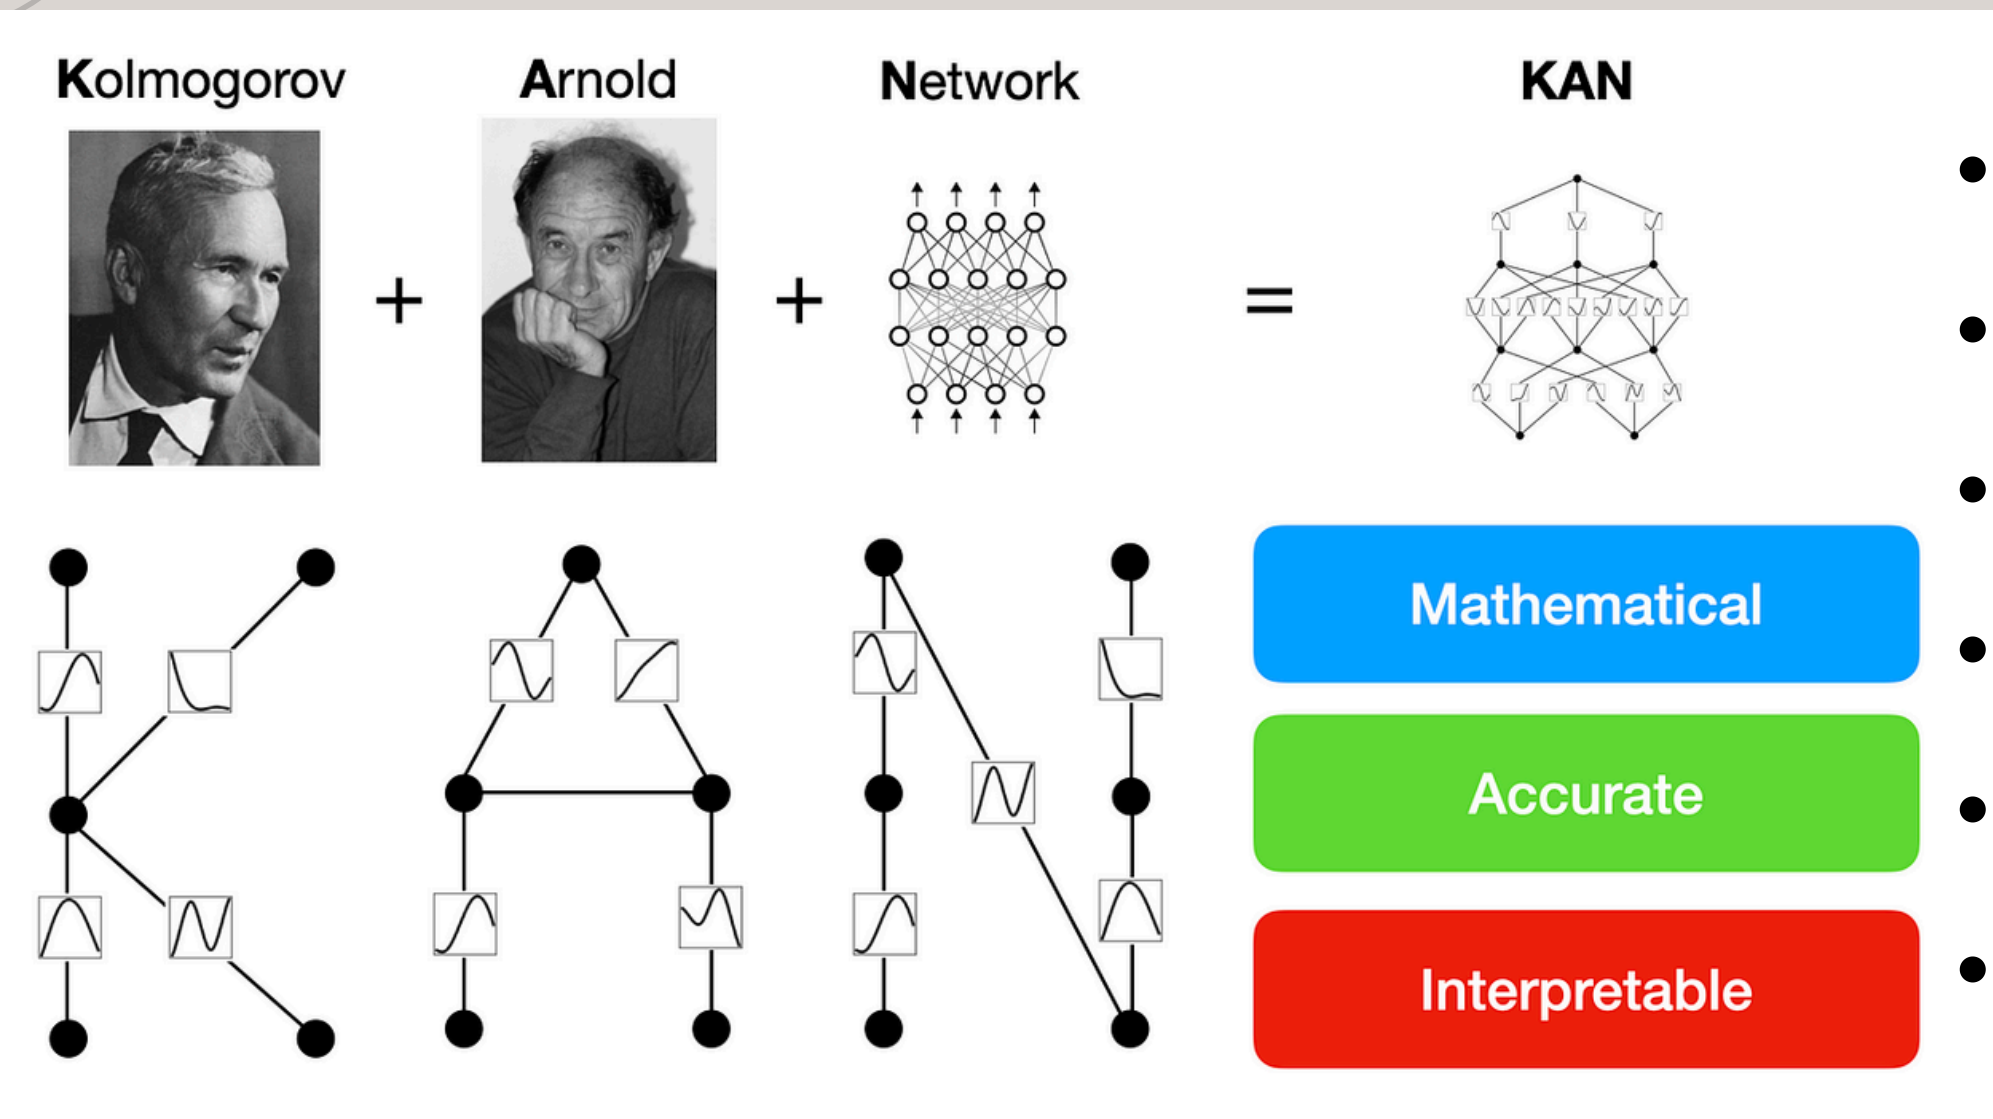 Kolmogorov
Arnold
Network
KAN
+
+
=
Mathematical
Accurate
Interpretable